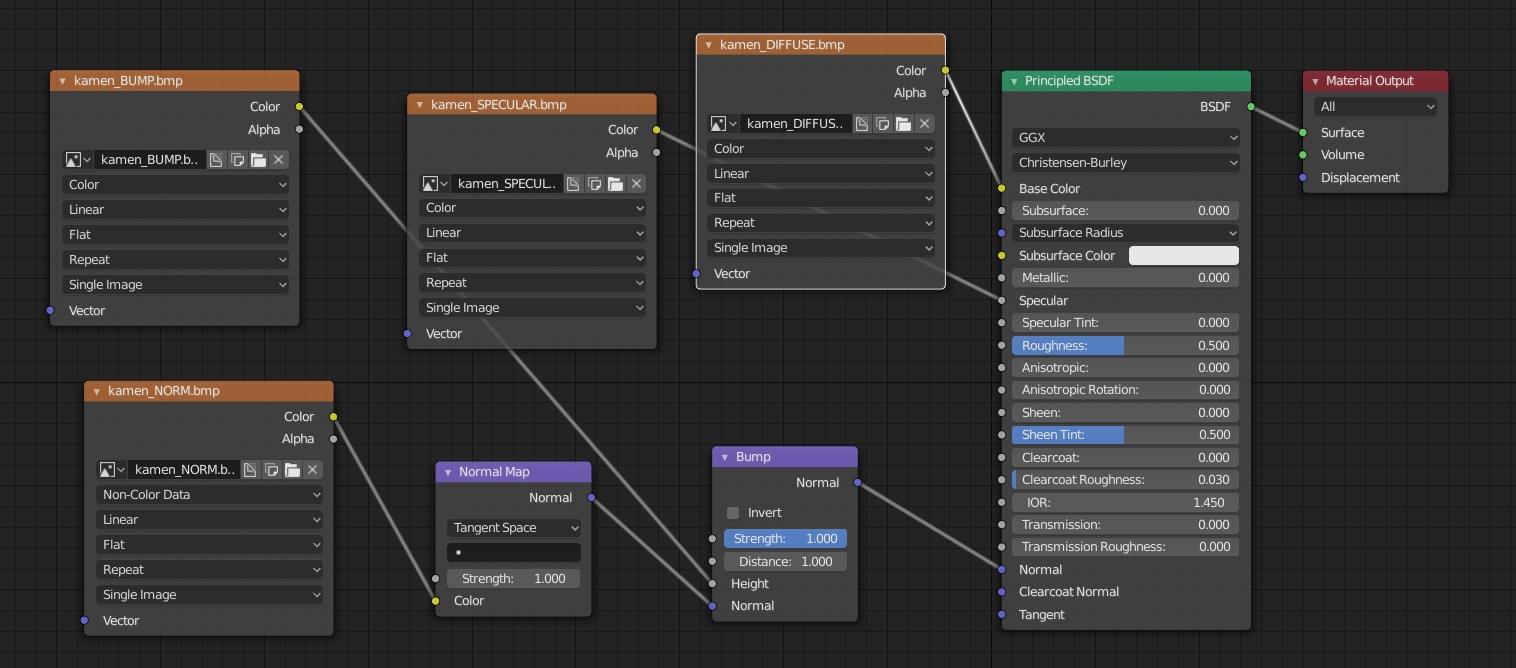 kamen_BUMP.bmp
Color
Alpha
kamen_BUMP.b..
Color
Linear
Flat
Repeat
Single Image
Vector
kamen_SPECULAR.bmp
Color
Alpha
kamen_SPECUL..
Color
Linear
Flat
Repeat
Single Image
Vector
kamen_DIFFUSE.bmp
Color
Alpha
kamen_DIFFUS..
Color
Linear
Flat
Repeat
Single Image
Vector
kamen_NORM.bmp
Color
Alpha
kamen_NORM.b..
Non-Color Data
Linear
Flat
Repeat
Single Image
Vector
Normal Map
Normal
Tangent Space
Strength: 1.000
Color
Bump
Normal
Invert
Strength: 1.000
Distance: 1.000
Height
Normal
Principled BSDF
BSDF
GGX
Christensen-Burley
Base Color
Subsurface: 0.000
Subsurface Radius
Subsurface Color
Metallic: 0.000
Specular
Specular Tint: 0.000
Roughness: 0.500
Anisotropic: 0.000
Anisotropic Rotation: 0.000
Sheen: 0.000
Sheen Tint: 0.500
Clearcoat: 0.000
Clearcoat Roughness: 0.030
IOR: 1.450
Transmission: 0.000
Transmission Roughness: 0.000
Normal
Clearcoat Normal
Tangent
Material Output
All
Surface
Volume
Displacement